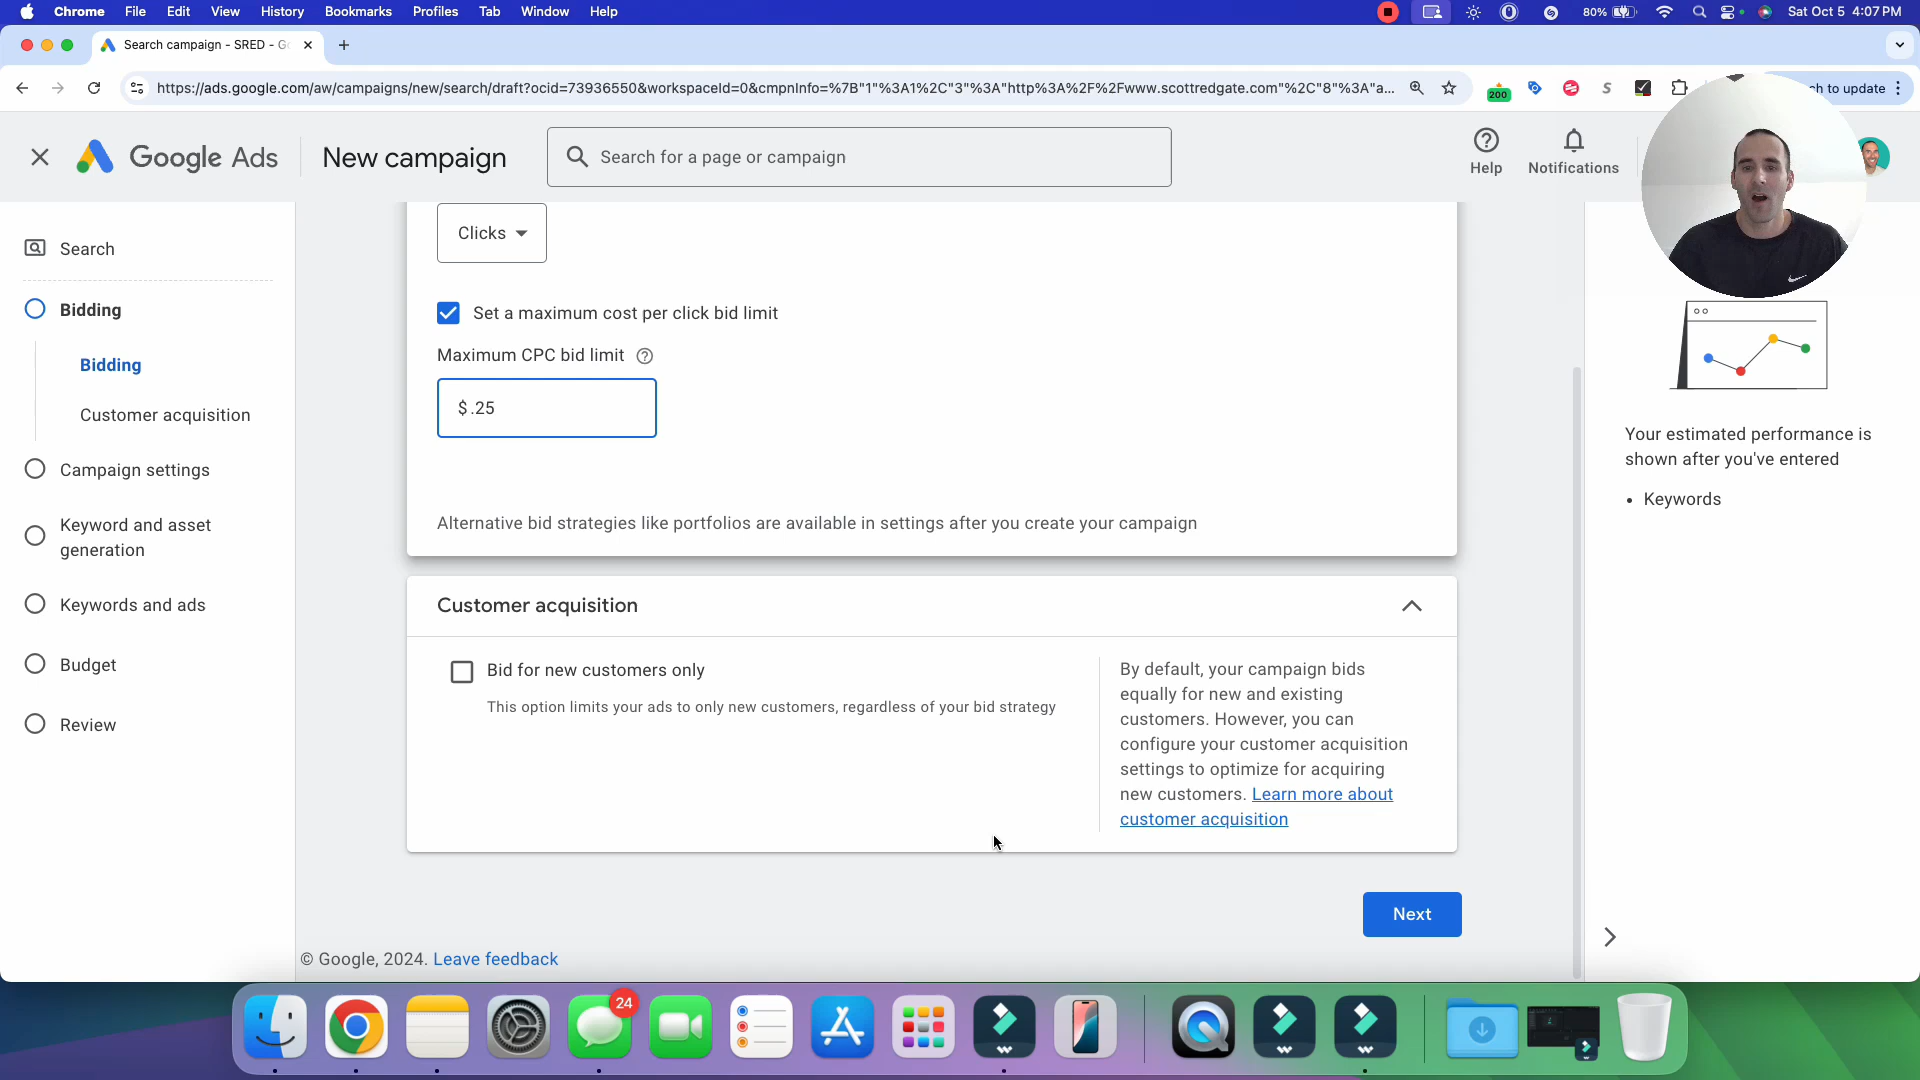 Chrome File Edit View History Bookmarks Profiles Tab Window Help
80% Sat Oct 5 4:07 PM
Search campaign - SRED - G
https://ads.google.com/aw/campaigns/new/search/draft?ocid=73936550&workspaceId=0&cmpnInfo=%7B"1"%3A1%2C"3"%3A"http%3A%2F%2Fwww.scottredgate.com"%2C"8"%3A"a...
200
ch to update
Google Ads
New campaign
Search for a page or campaign
Help
Notifications
Search
Bidding
Bidding
Customer acquisition
Campaign settings
Keyword and asset
generation
Keywords and ads
Budget
Review
Clicks
Set a maximum cost per click bid limit
Maximum CPC bid limit
$ .25
Alternative bid strategies like portfolios are available in settings after you create your campaign
Customer acquisition
Bid for new customers only
This option limits your ads to only new customers, regardless of your bid strategy
By default, your campaign bids
equally for new and existing
customers. However, you can
configure your customer acquisition
settings to optimize for acquiring
new customers. Learn more about
customer acquisition
Next
Your estimated performance is
shown after you've entered
• Keywords
© Google, 2024. Leave feedback
24